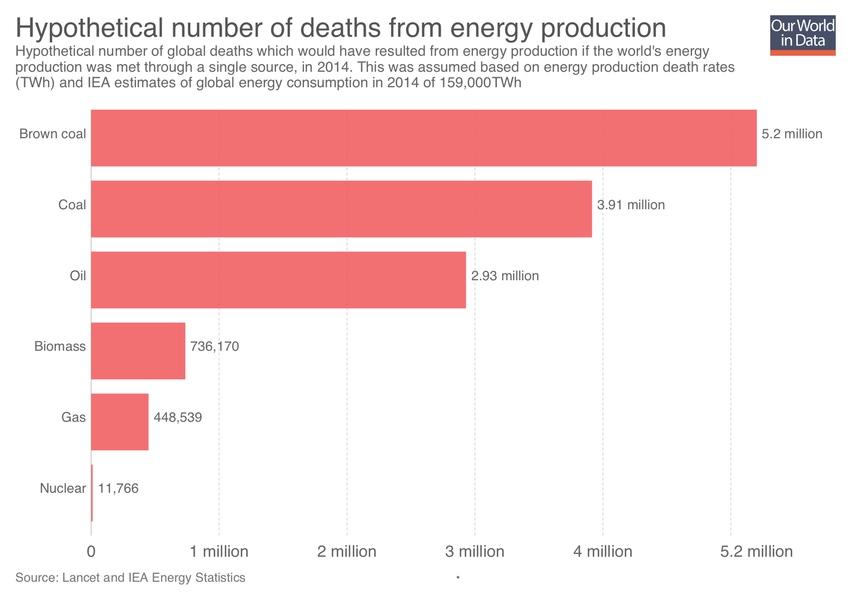 Hypothetical number of deaths from energy production
Our World
in Data
Hypothetical number of global deaths which would have resulted from energy production if the world's energy
production was met through a single source, in 2014. This was assumed based on energy production death rates
(TWh) and IEA estimates of global energy consumption in 2014 of 159,000TWh
Brown coal 5.2 million
Coal 3.91 million
Oil 2.93 million
Biomass 736,170
Gas 448,539
Nuclear 11,766
0 1 million 2 million 3 million 4 million 5.2 million
Source: Lancet and IEA Energy Statistics